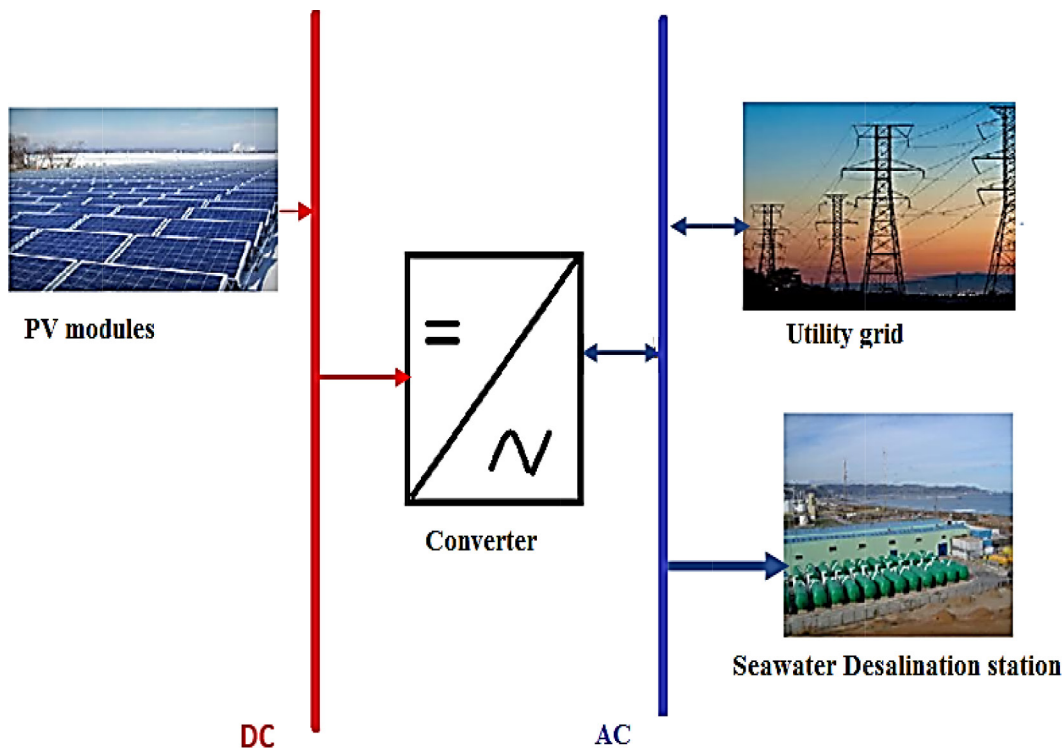 PV modules
Utility grid
Converter
Seawater Desalination station
DC
AC